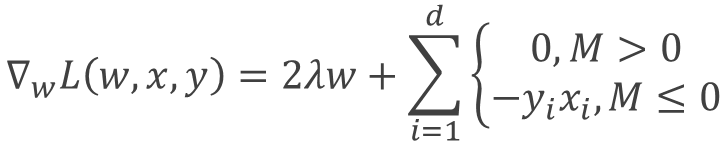 ∇_w L(w, x, y) = 2λw + ∑_{i=1}^{d} { 0, M > 0
−y_i x_i, M ≤ 0